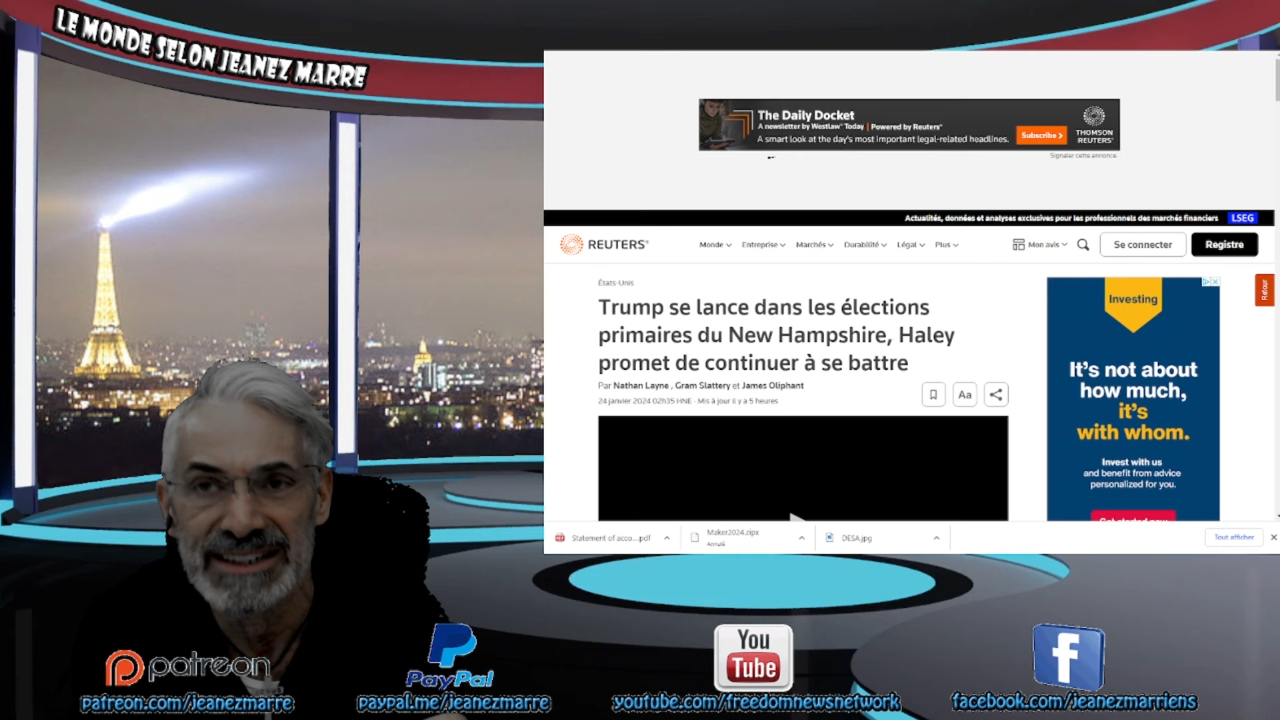 LE MONDE SELON JEANEZ MARRE
The Daily Docket
A newsletter by Westlaw Today | Powered by Reuters
A smart look at the day's most important legal-related headlines.
Subscribe >
THOMSON
REUTERS
Signaler cette annonce
Actualités, données et analyses exclusives pour les professionnels des marchés financiers
LSEG
REUTERS
Monde
Entreprise
Marchés
Durabilité
Légal
Plus
Mon avis
Se connecter
Registre
États-Unis
Trump se lance dans les élections
primaires du New Hampshire, Haley
promet de continuer à se battre
Par Nathan Layne , Gram Slattery et James Oliphant
24 janvier 2024 02h35 HNE · Mis à jour il y a 5 heures
Aa
Retour
Investing
It's not about
how much,
it's
with whom.
Invest with us
and benefit from advice
personalized for you.
Get started now
Statement of acco....pdf
Maker2024.zipx
Annulé
DESA.jpg
Tout afficher
patreon
PayPal
You
Tube
f
patreon.com/jeanezmarre
paypal.me/jeanezmarre
youtube.com/freedomnewsnetwork
facebook.com/jeanezmarriens